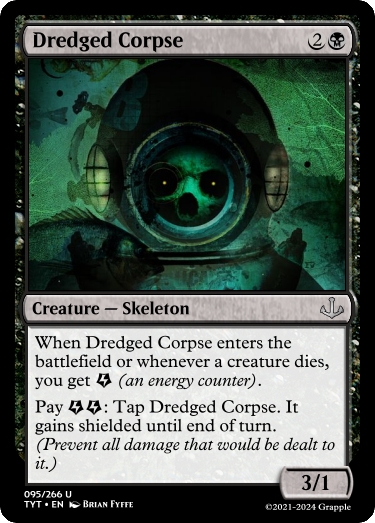 Dredged Corpse 2
Creature — Skeleton
When Dredged Corpse enters the
battlefield or whenever a creature dies,
you get (an energy counter).
Pay : Tap Dredged Corpse. It
gains shielded until end of turn.
(Prevent all damage that would be dealt to
it.)
3/1
095/266 U
TYT • EN Brian Fyffe
©2021-2024 Grapple